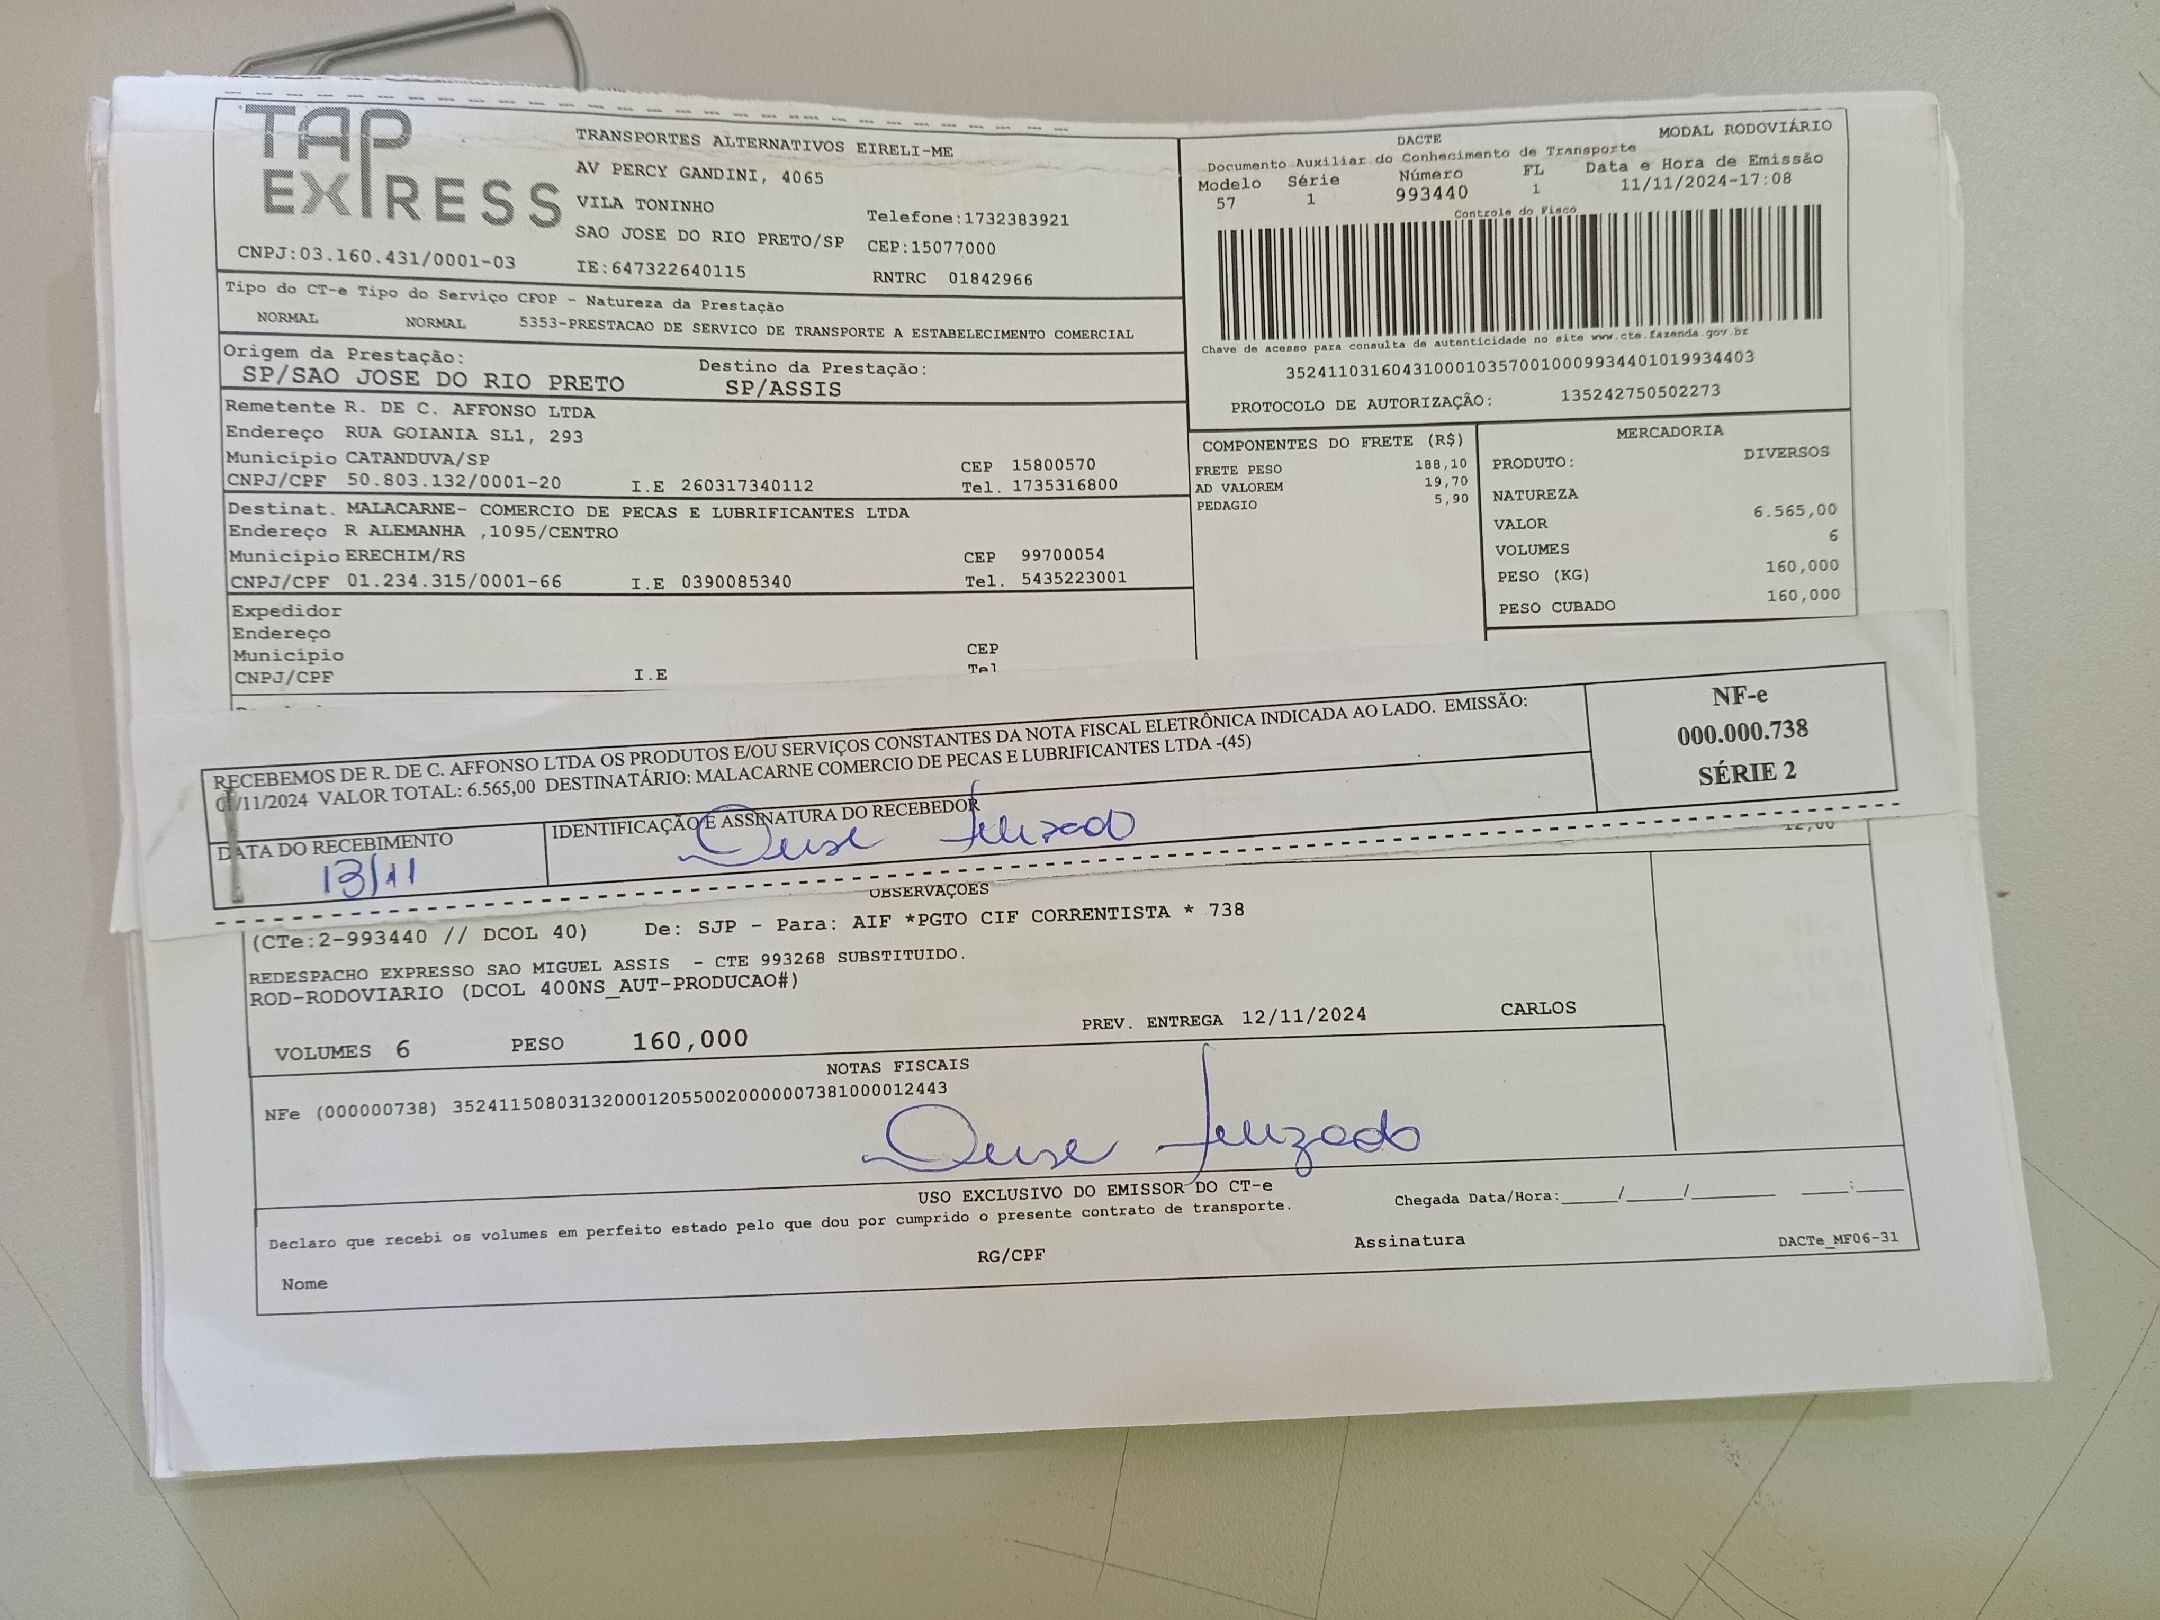 TAP EXPRESS
TRANSPORTES ALTERNATIVOS EIRELI-ME
AV PERCY GANDINI, 4065
VILA TONINHO
Telefone:1732383921
SAO JOSE DO RIO PRETO/SP CEP:15077000
CNPJ:03.160.431/0001-03 IE:647322640115 RNTRC 01842966
DACTE MODAL RODOVIÁRIO
Documento Auxiliar do Conhecimento de Transporte
Modelo Série Número FL Data e Hora de Emissão
57 1 993440 1 11/11/2024-17:08
Controle do Fisco
Chave de acesso para consulta de autenticidade no site www.cte.fazenda.gov.br
35241103160431000103570010009934401019934403
PROTOCOLO DE AUTORIZAÇÃO: 135242750502273
Tipo do CT-e Tipo do Serviço CFOP - Natureza da Prestação
NORMAL NORMAL 5353-PRESTACAO DE SERVICO DE TRANSPORTE A ESTABELECIMENTO COMERCIAL
Origem da Prestação: Destino da Prestação:
SP/SAO JOSE DO RIO PRETO SP/ASSIS
Remetente R. DE C. AFFONSO LTDA
Endereço RUA GOIANIA SL1, 293
Município CATANDUVA/SP CEP 15800570
CNPJ/CPF 50.803.132/0001-20 I.E 260317340112 Tel. 1735316800
Destinat. MALACARNE- COMERCIO DE PECAS E LUBRIFICANTES LTDA
Endereço R ALEMANHA ,1095/CENTRO
Município ERECHIM/RS CEP 99700054
CNPJ/CPF 01.234.315/0001-66 I.E 0390085340 Tel. 5435223001
Expedidor
Endereço
Município CEP
CNPJ/CPF I.E Tel
COMPONENTES DO FRETE (R$)
FRETE PESO 188,10
AD VALOREM 19,70
PEDAGIO 5,90
MERCADORIA
PRODUTO: DIVERSOS
NATUREZA
VALOR 6.565,00
VOLUMES 6
PESO (KG) 160,000
PESO CUBADO 160,000
RECEBEMOS DE R. DE C. AFFONSO LTDA OS PRODUTOS E/OU SERVIÇOS CONSTANTES DA NOTA FISCAL ELETRÔNICA INDICADA AO LADO. EMISSÃO:
/11/2024 VALOR TOTAL: 6.565,00 DESTINATÁRIO: MALACARNE COMERCIO DE PECAS E LUBRIFICANTES LTDA -(45)
NF-e
000.000.738
SÉRIE 2
DATA DO RECEBIMENTO IDENTIFICAÇÃO E ASSINATURA DO RECEBEDOR
13/11
12,00
OBSERVAÇOES
(CTe:2-993440 // DCOL 40) De: SJP - Para: AIF *PGTO CIF CORRENTISTA * 738
REDESPACHO EXPRESSO SAO MIGUEL ASSIS - CTE 993268 SUBSTITUIDO.
ROD-RODOVIARIO (DCOL 400NS_AUT-PRODUCAO#)
VOLUMES 6 PESO 160,000 PREV. ENTREGA 12/11/2024 CARLOS
NOTAS FISCAIS
NFe (000000738) 35241150803132000120550020000007381000012443
USO EXCLUSIVO DO EMISSOR DO CT-e
Declaro que recebi os volumes em perfeito estado pelo que dou por cumprido o presente contrato de transporte. Chegada Data/Hora:_____/_____/_______ ____:____
Nome RG/CPF Assinatura DACTe_MF06-31